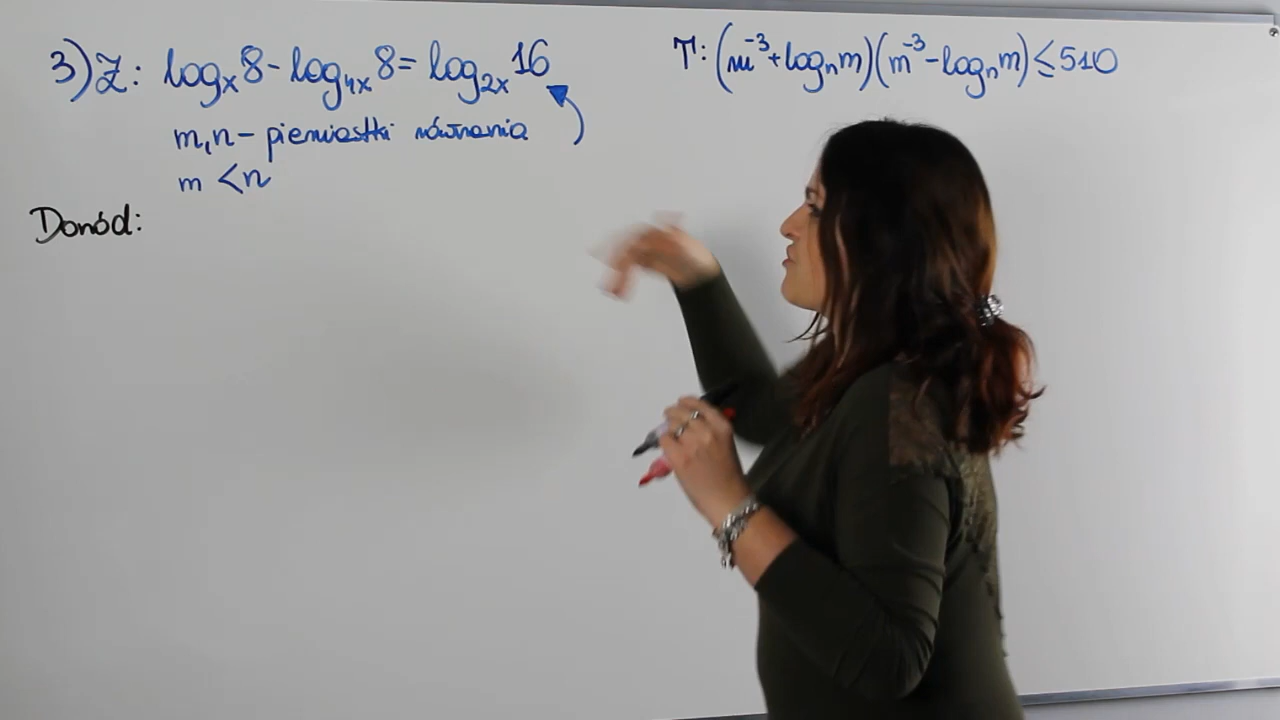 3) Z: log_x 8 - log_4x 8 = log_2x 16
m,n - pierwiastki równania
m < n
T: (m^-3 + log_n m)(m^-3 - log_n m) ≤ 510
Dowód: